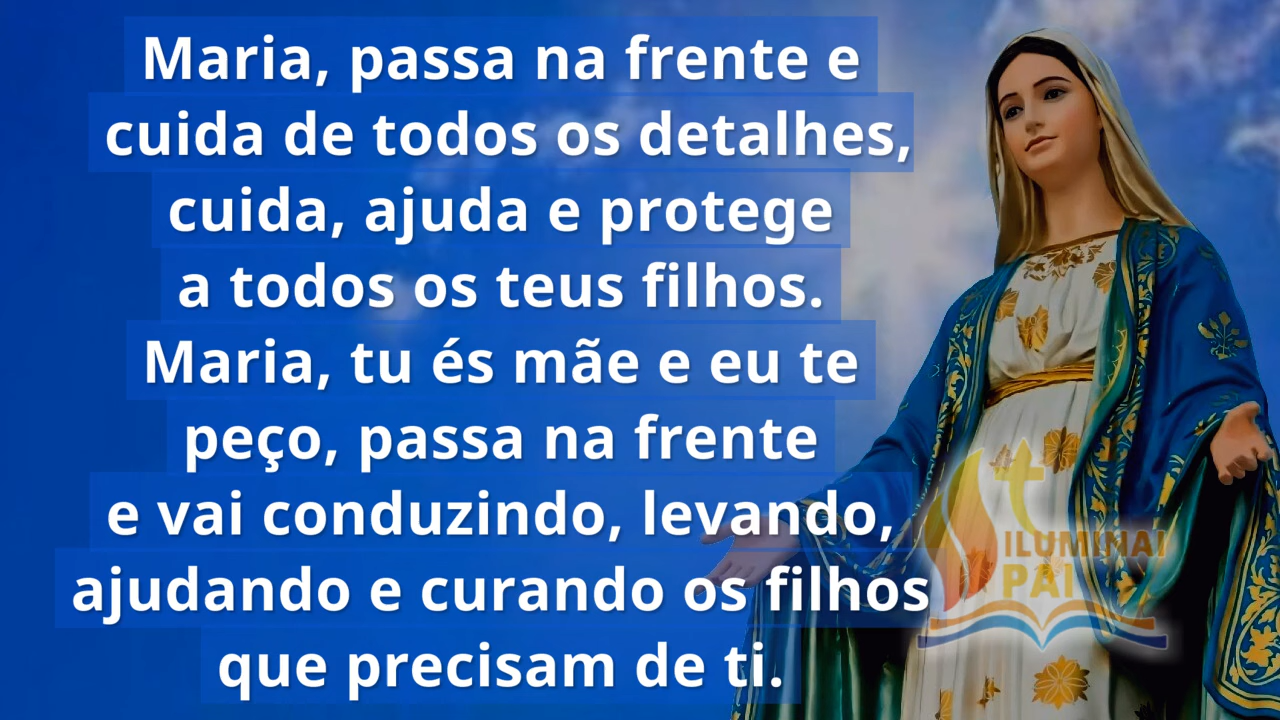 Maria, passa na frente e
cuida de todos os detalhes,
cuida, ajuda e protege
a todos os teus filhos.
Maria, tu és mãe e eu te
peço, passa na frente
e vai conduzindo, levando,
ajudando e curando os filhos
que precisam de ti.
ILUMINAI
PAI